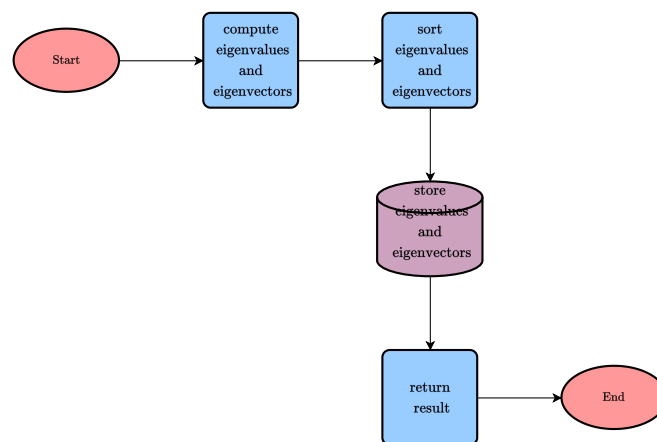 Start
compute
eigenvalues
and
eigenvectors
sort
eigenvalues
and
eigenvectors
store
eigenvalues
and
eigenvectors
return
result
End